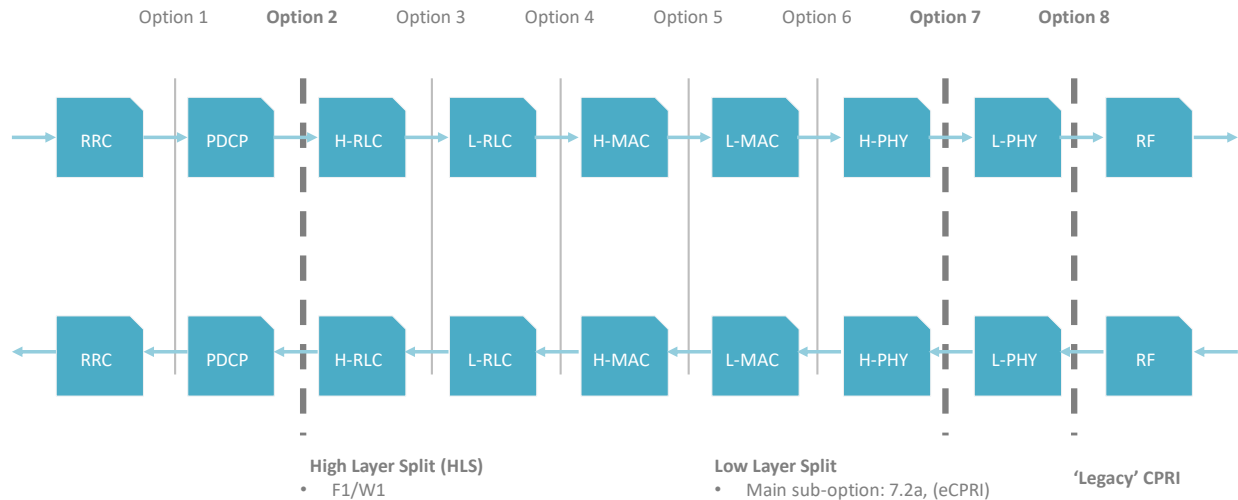 Option 1 Option 2 Option 3 Option 4 Option 5 Option 6 Option 7 Option 8
RRC PDCP H-RLC L-RLC H-MAC L-MAC H-PHY L-PHY RF
RRC PDCP H-RLC L-RLC H-MAC L-MAC H-PHY L-PHY RF
High Layer Split (HLS)
• F1/W1
Low Layer Split
• Main sub-option: 7.2a, (eCPRI)
‘Legacy’ CPRI